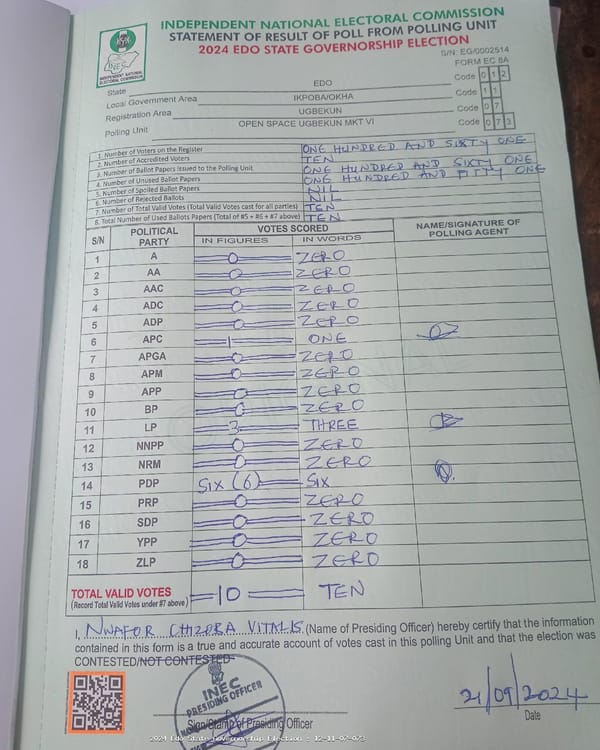 INDEPENDENT NATIONAL ELECTORAL COMMISSION
STATEMENT OF RESULT OF POLL FROM POLLING UNIT
2024 EDO STATE GOVERNORSHIP ELECTION
S/N: EG/0002514
FORM EC 8A
INEC
INDEPENDENT NATIONAL ELECTORAL COMMISSION
State EDO Code 0 1 2
Local Government Area IKPOBA/OKHA Code 1 1
Registration Area UGBEKUN Code 0 7
Polling Unit OPEN SPACE UGBEKUN MKT VI Code 0 7 3
1. Number of Voters on the Register ONE HUNDRED AND SIXTY ONE
2. Number of Accredited Voters TEN
3. Number of Ballot Papers Issued to the Polling Unit ONE HUNDRED AND SIXTY ONE
4. Number of Unused Ballot Papers ONE HUNDRED AND FITTY ONE
5. Number of Spoiled Ballot Papers NIL
6. Number of Rejected Ballots NIL
7. Number of Total Valid Votes (Total Valid Votes cast for all parties) TEN
8. Total Number of Used Ballots Papers (Total of #5 + #6 + #7 above) TEN
S/N POLITICAL PARTY VOTES SCORED NAME/SIGNATURE OF POLLING AGENT
IN FIGURES IN WORDS
1 A 0 ZERO
2 AA 0 ZERO
3 AAC 0 ZERO
4 ADC 0 ZERO
5 ADP 0 ZERO
6 APC 1 ONE
7 APGA 0 ZERO
8 APM 0 ZERO
9 APP 0 ZERO
10 BP 0 ZERO
11 LP 3 THREE
12 NNPP 0 ZERO
13 NRM 0 ZERO
14 PDP SIX (6) SIX
15 PRP 0 ZERO
16 SDP 0 ZERO
17 YPP 0 ZERO
18 ZLP 0 ZERO
TOTAL VALID VOTES 10 TEN
(Record Total Valid Votes under #7 above)
I, NWAFOR CHIZOBA VITALIS (Name of Presiding Officer) hereby certify that the information
contained in this form is a true and accurate account of votes cast in this polling Unit and that the election was
CONTESTED/NOT CONTESTED
INEC
PRESIDING OFFICER
21/09/2024
Sign/Stamp of Presiding Officer
Date
2024 Edo State Governorship Election : 12-11-07-073